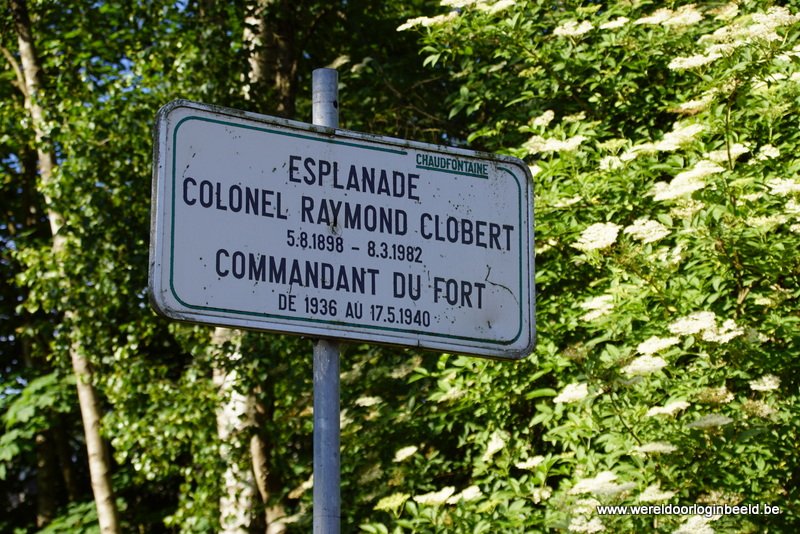 CHAUDFONTAINE
ESPLANADE
COLONEL RAYMOND CLOBERT
5.8.1898 - 8.3.1982
COMMANDANT DU FORT
DE 1936 AU 17.5.1940
www.wereldoorloginbeeld.be